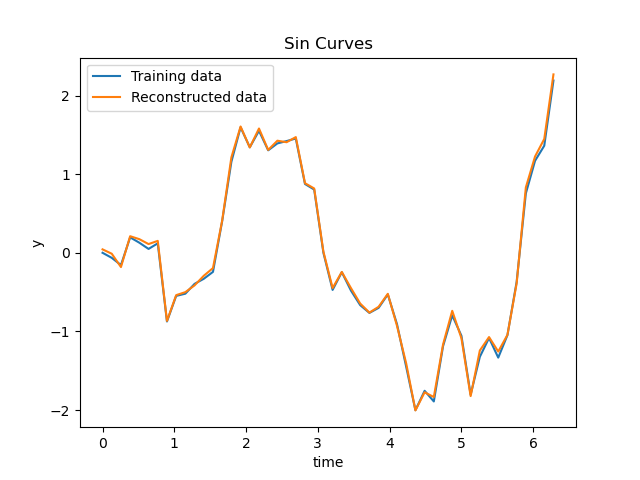 Sin Curves
Training data
Reconstructed data
2
1
0
−1
−2
y
0 1 2 3 4 5 6
time